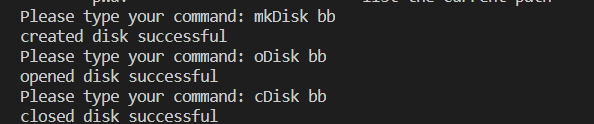 pwd: list the current path
Please type your command: mkDisk bb
created disk successful
Please type your command: oDisk bb
opened disk successful
Please type your command: cDisk bb
closed disk successful